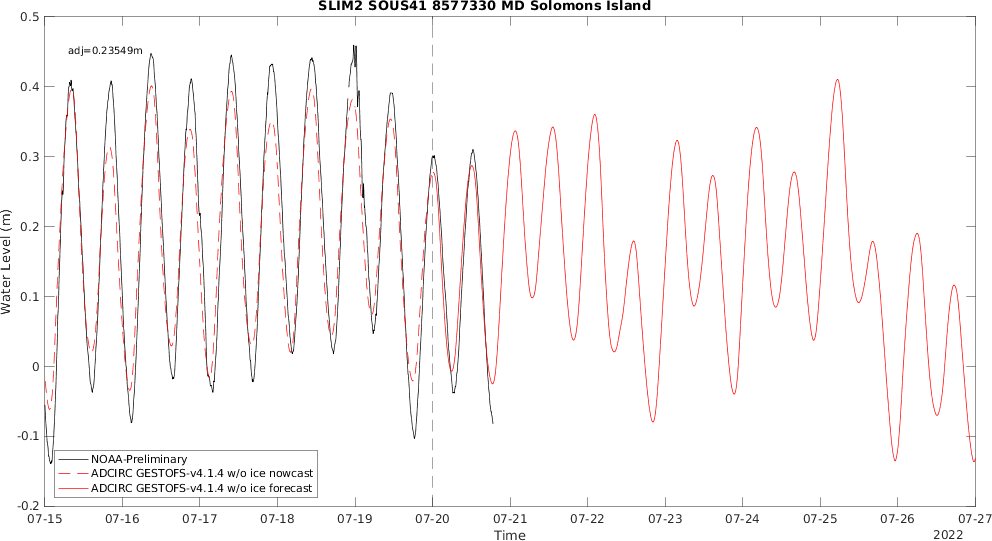 SLIM2 SOUS41 8577330 MD Solomons Island
adj=0.23549m
0.5
0.4
0.3
0.2
0.1
0
-0.1
-0.2
Water Level (m)
NOAA-Preliminary
ADCIRC GESTOFS-v4.1.4 w/o ice nowcast
ADCIRC GESTOFS-v4.1.4 w/o ice forecast
07-15 07-16 07-17 07-18 07-19 07-20 07-21 07-22 07-23 07-24 07-25 07-26 07-27
Time
2022